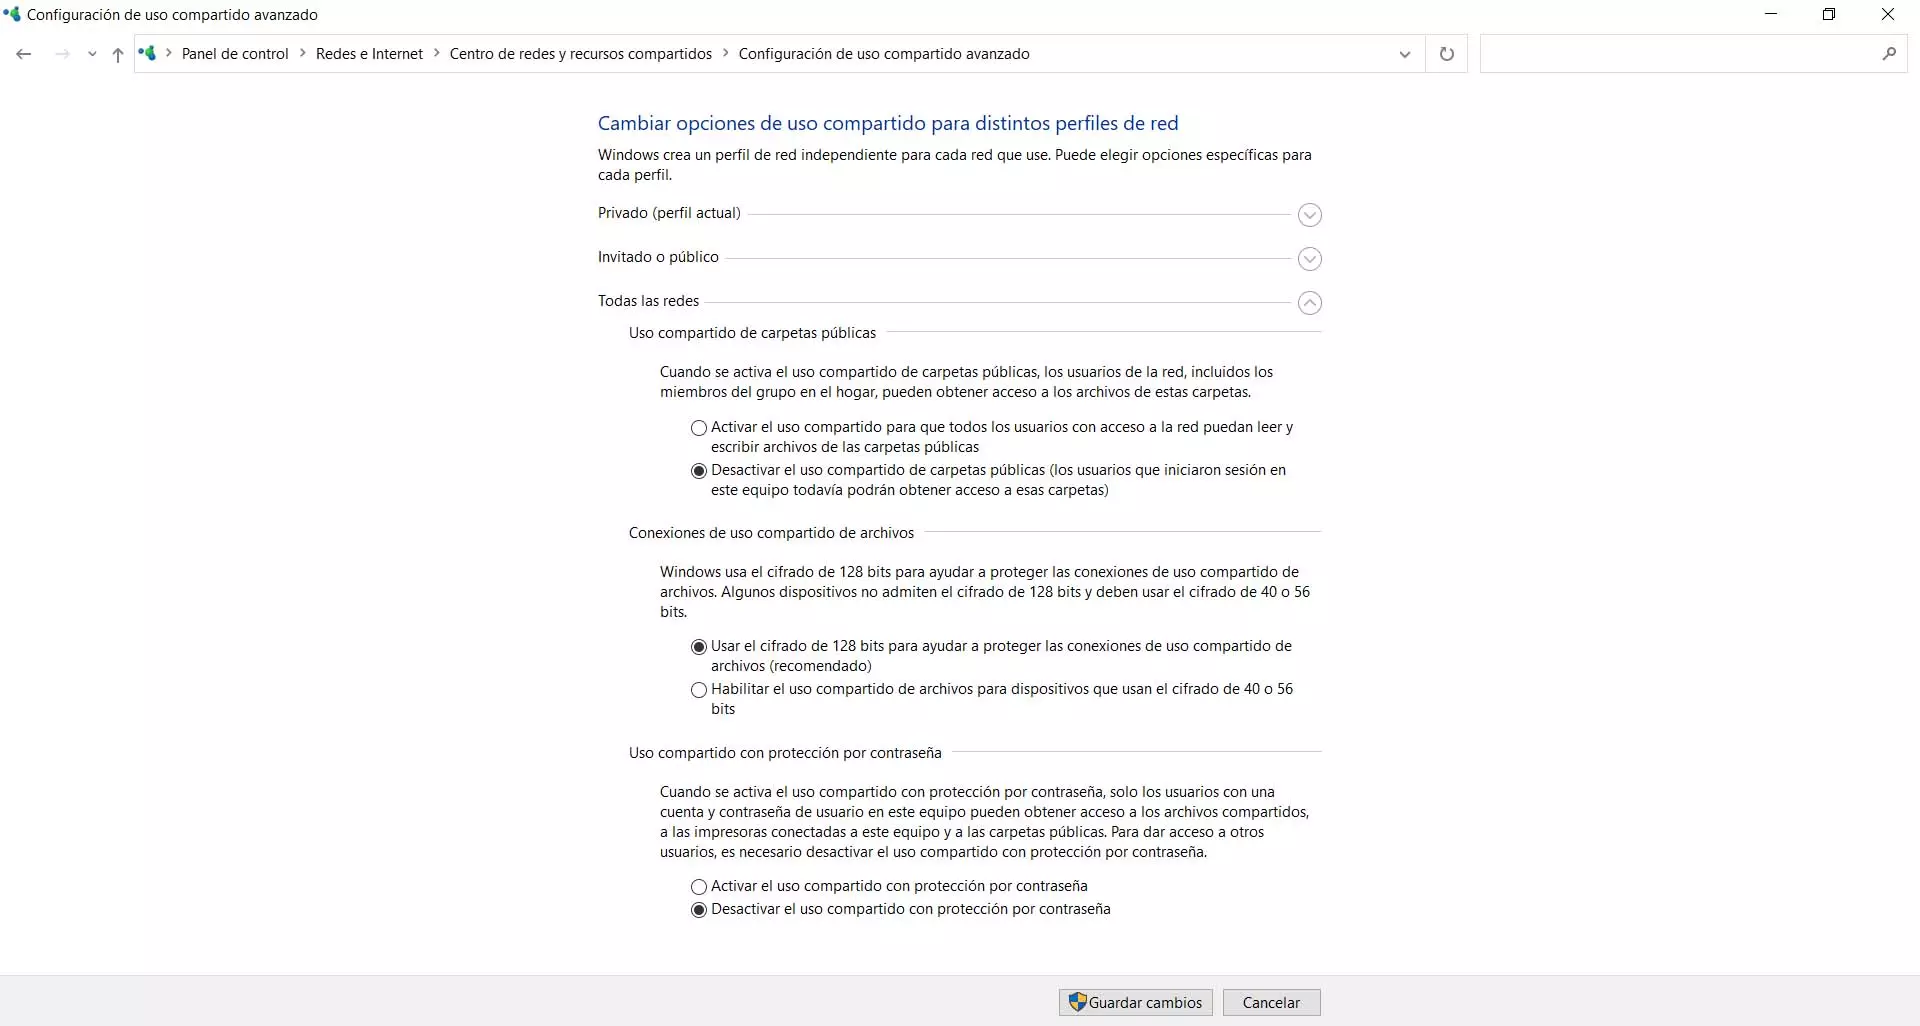 Configuración de uso compartido avanzado
Panel de control > Redes e Internet > Centro de redes y recursos compartidos > Configuración de uso compartido avanzado
Cambiar opciones de uso compartido para distintos perfiles de red
Windows crea un perfil de red independiente para cada red que use. Puede elegir opciones específicas para
cada perfil.
Privado (perfil actual)
Invitado o público
Todas las redes
Uso compartido de carpetas públicas
Cuando se activa el uso compartido de carpetas públicas, los usuarios de la red, incluidos los
miembros del grupo en el hogar, pueden obtener acceso a los archivos de estas carpetas.
Activar el uso compartido para que todos los usuarios con acceso a la red puedan leer y
escribir archivos de las carpetas públicas
Desactivar el uso compartido de carpetas públicas (los usuarios que iniciaron sesión en
este equipo todavía podrán obtener acceso a esas carpetas)
Conexiones de uso compartido de archivos
Windows usa el cifrado de 128 bits para ayudar a proteger las conexiones de uso compartido de
archivos. Algunos dispositivos no admiten el cifrado de 128 bits y deben usar el cifrado de 40 o 56
bits.
Usar el cifrado de 128 bits para ayudar a proteger las conexiones de uso compartido de
archivos (recomendado)
Habilitar el uso compartido de archivos para dispositivos que usan el cifrado de 40 o 56
bits
Uso compartido con protección por contraseña
Cuando se activa el uso compartido con protección por contraseña, solo los usuarios con una
cuenta y contraseña de usuario en este equipo pueden obtener acceso a los archivos compartidos,
a las impresoras conectadas a este equipo y a las carpetas públicas. Para dar acceso a otros
usuarios, es necesario desactivar el uso compartido con protección por contraseña.
Activar el uso compartido con protección por contraseña
Desactivar el uso compartido con protección por contraseña
Guardar cambios
Cancelar